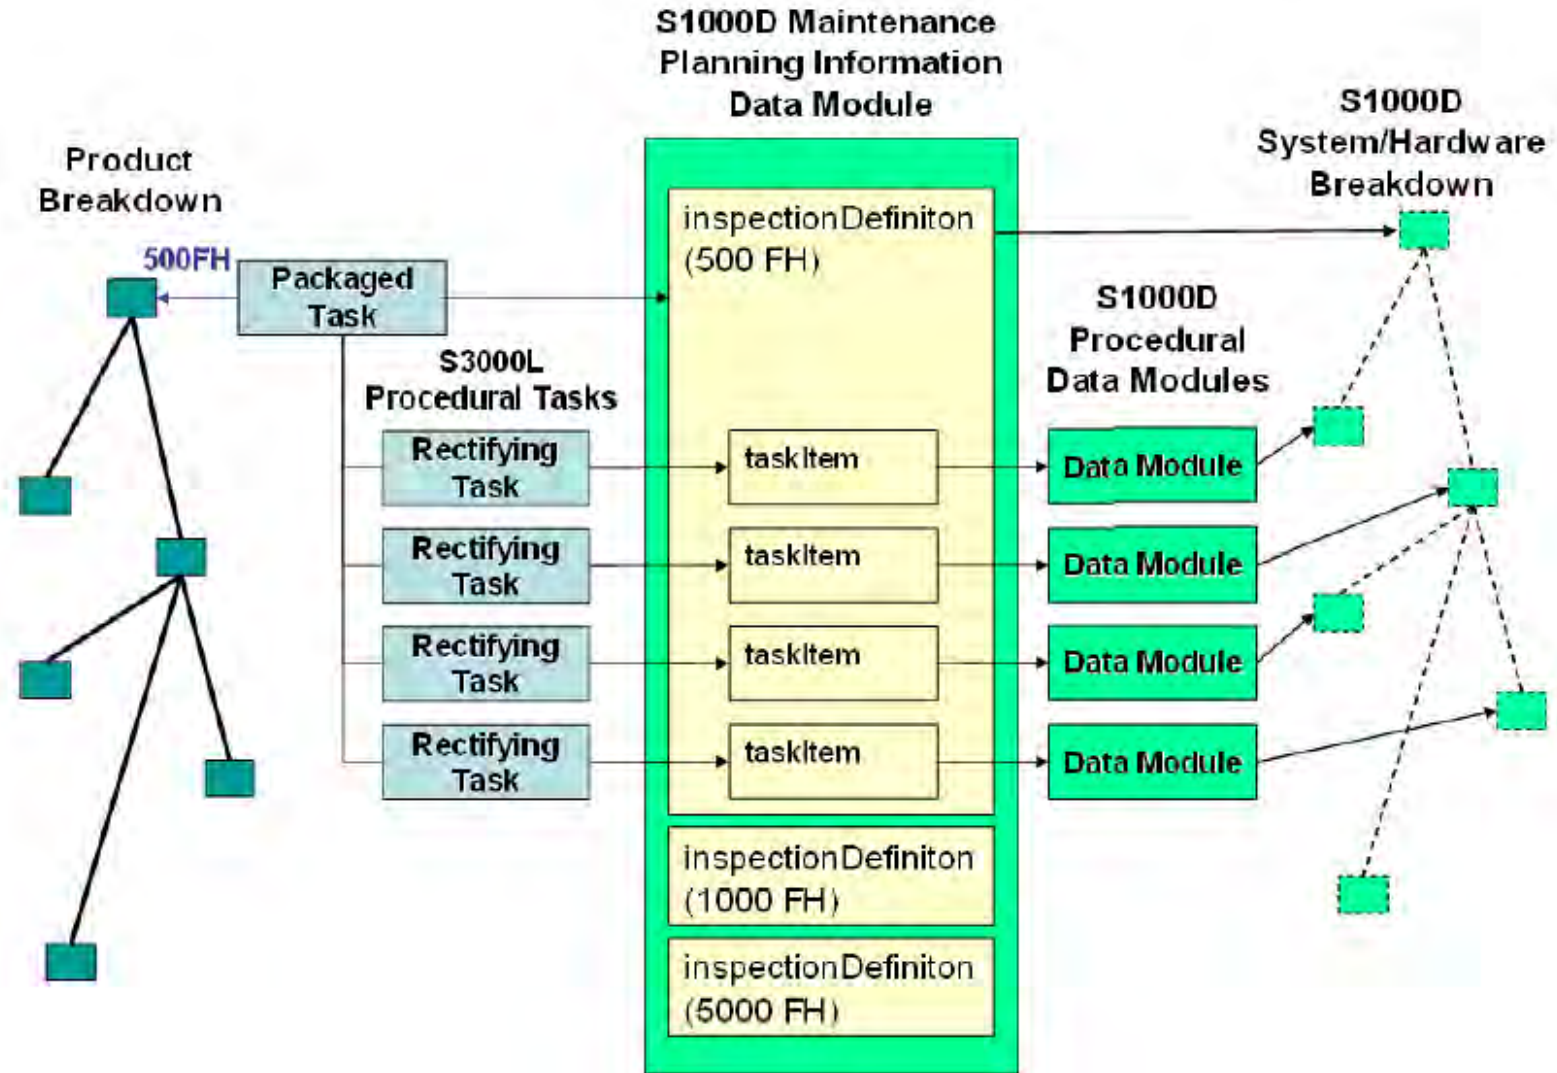 S1000D Maintenance
Planning Information
Data Module
S1000D
System/Hardware
Breakdown
Product
Breakdown
500FH
Packaged
Task
inspectionDefiniton
(500 FH)
S1000D
Procedural
Data Modules
S3000L
Procedural Tasks
Rectifying
Task
taskItem
Data Module
Rectifying
Task
taskItem
Data Module
Rectifying
Task
taskItem
Data Module
Rectifying
Task
taskItem
Data Module
inspectionDefiniton
(1000 FH)
inspectionDefiniton
(5000 FH)